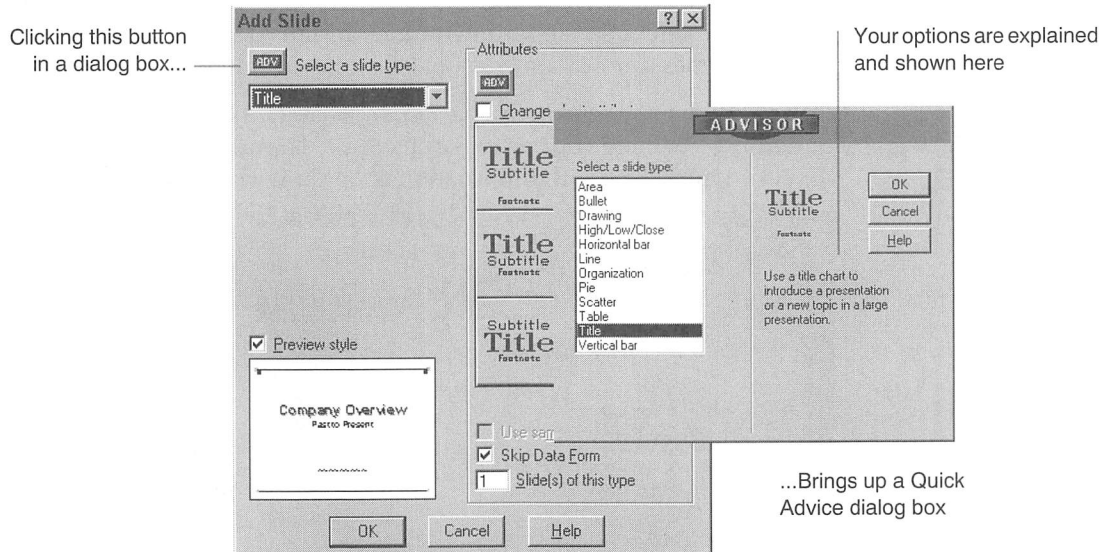 Clicking this button
in a dialog box...
Add Slide
ADV
Select a slide type:
Title
Preview style
Company Overview
Past to Present
Attributes
ADV
Change
Title
Subtitle
Footnote
Title
Subtitle
Footnote
Subtitle
Title
Footnote
Use sam
Skip Data Form
1 Slide(s) of this type
OK Cancel Help
Your options are explained
and shown here
ADVISOR
Select a slide type:
Area
Bullet
Drawing
High/Low/Close
Horizontal bar
Line
Organization
Pie
Scatter
Table
Title
Vertical bar
Title
Subtitle
Footnote
OK
Cancel
Help
Use a title chart to
introduce a presentation
or a new topic in a large
presentation.
...Brings up a Quick
Advice dialog box